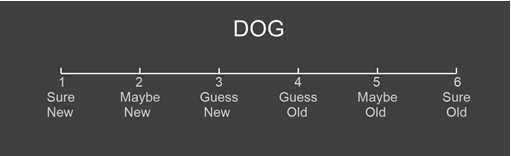 DOG
1 2 3 4 5 6
Sure Maybe Guess Guess Maybe Sure
New New New Old Old Old